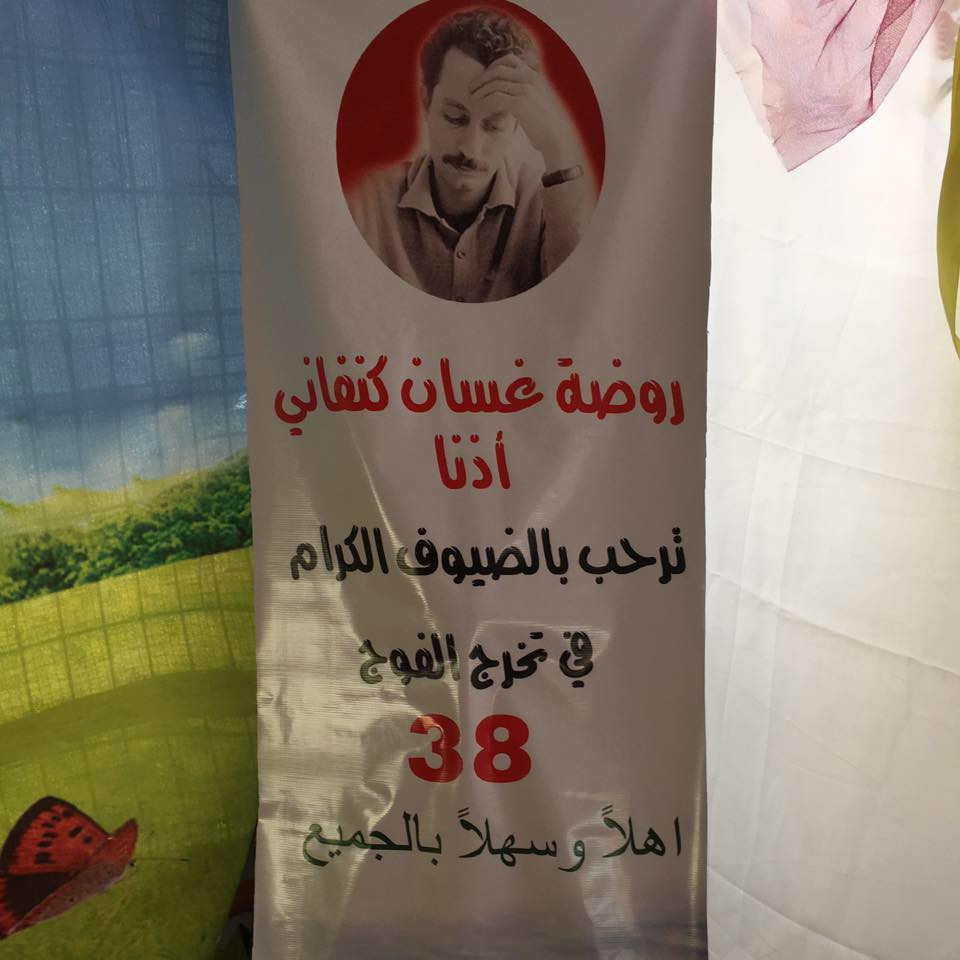 روضة غسان كنفاني
أذنا
ترحب بالضيوف الكرام
في تخرج الفوج
38
اهلاً وسهلاً بالجميع